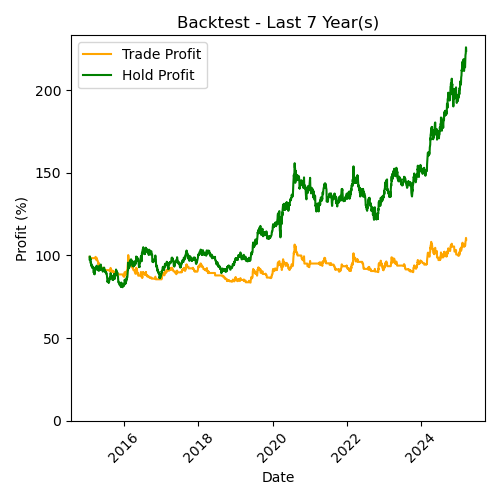 Backtest - Last 7 Year(s)
Trade Profit
Hold Profit
Profit (%)
200
150
100
50
0
2016
2018
2020
2022
2024
Date